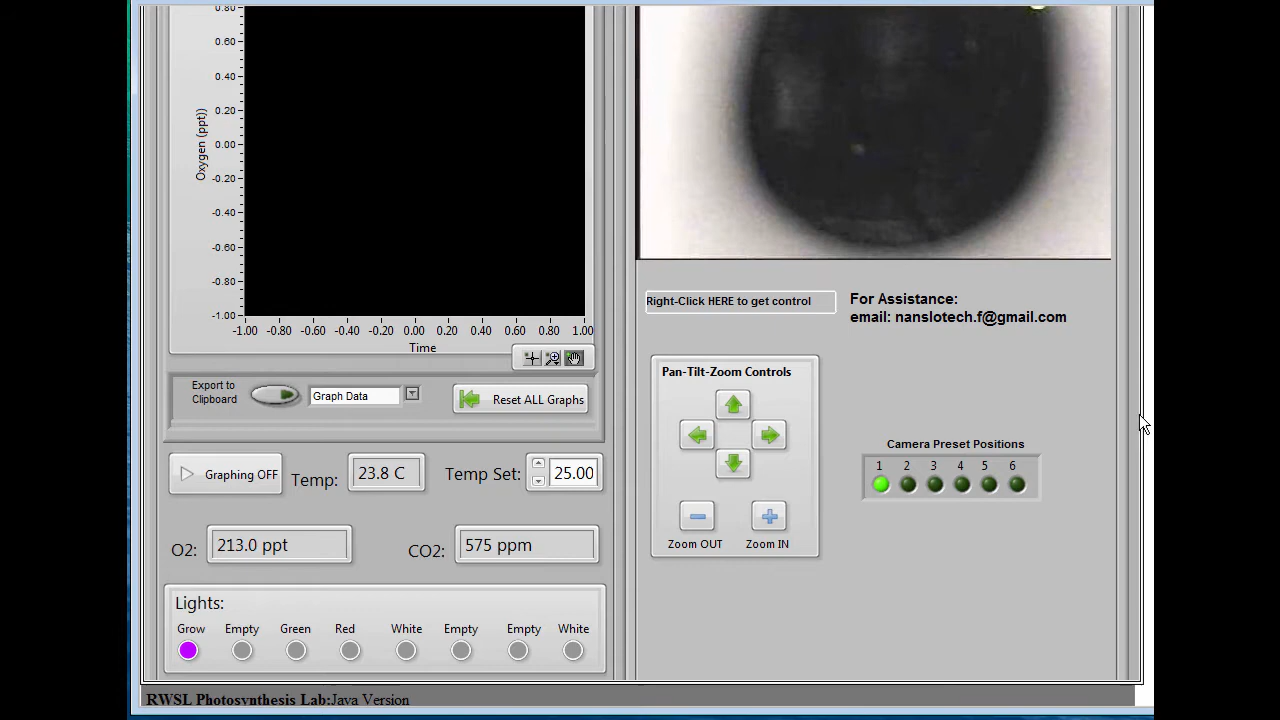 0.80
0.60
0.40
0.20
0.00
-0.20
-0.40
-0.60
-0.80
-1.00
Oxygen (ppt))
-1.00 -0.80 -0.60 -0.40 -0.20 0.00 0.20 0.40 0.60 0.80 1.00
Time
Export to
Clipboard
Graph Data
Reset ALL Graphs
Graphing OFF
Temp: 23.8 C
Temp Set: 25.00
O2: 213.0 ppt
CO2: 575 ppm
Lights:
Grow Empty Green Red White Empty Empty White
Right-Click HERE to get control
For Assistance:
email: nanslotech.f@gmail.com
Pan-Tilt-Zoom Controls
Zoom OUT Zoom IN
Camera Preset Positions
1 2 3 4 5 6
RWSL Photosynthesis Lab:Java Version